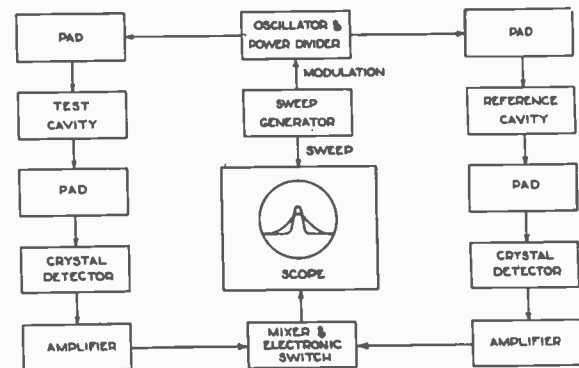 OSCILLATOR &
POWER DIVIDER
PAD
PAD
MODULATION
TEST
CAVITY
SWEEP
GENERATOR
REFERENCE
CAVITY
SWEEP
PAD
PAD
SCOPE
CRYSTAL
DETECTOR
CRYSTAL
DETECTOR
AMPLIFIER
MIXER &
ELECTRONIC
SWITCH
AMPLIFIER